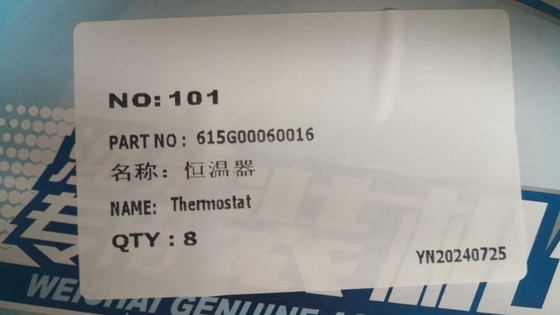 NO: 101
PART NO : 615G00060016
名称: 恒温器
NAME: Thermostat
QTY : 8
YN20240725
WEICHAI GENUINE